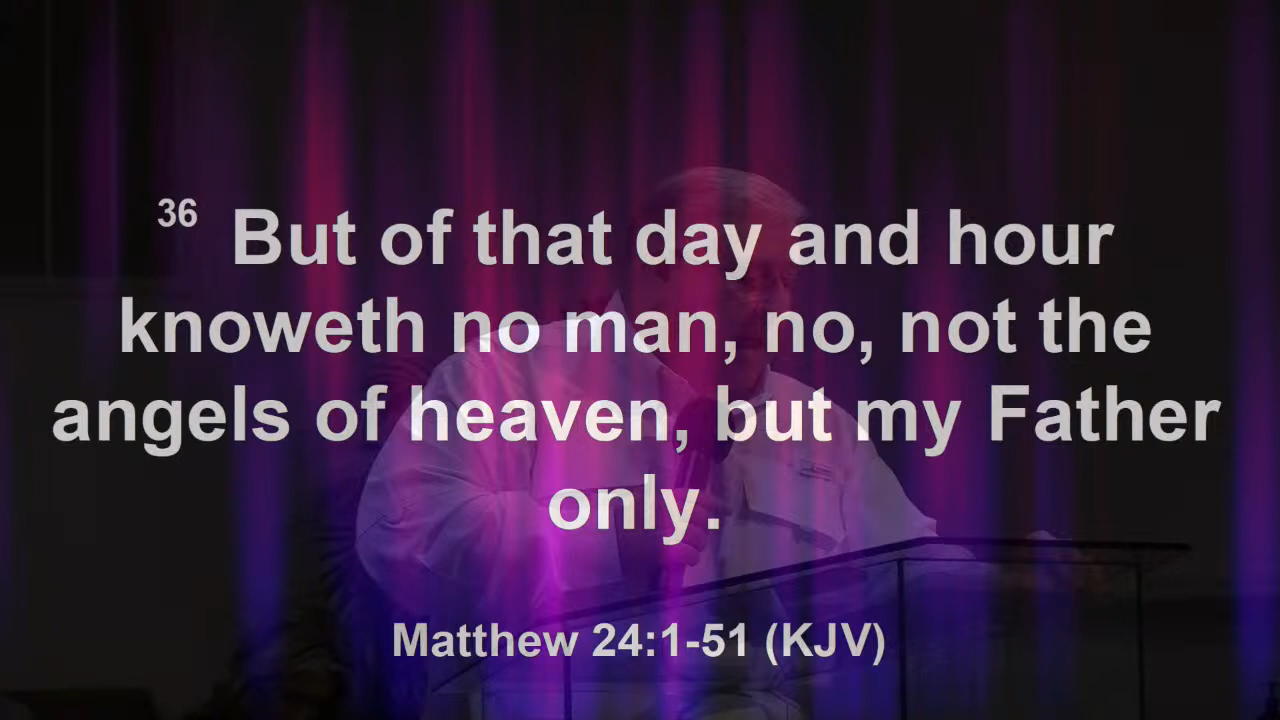 36 But of that day and hour
knoweth no man, no, not the
angels of heaven, but my Father
only.
Matthew 24:1-51 (KJV)